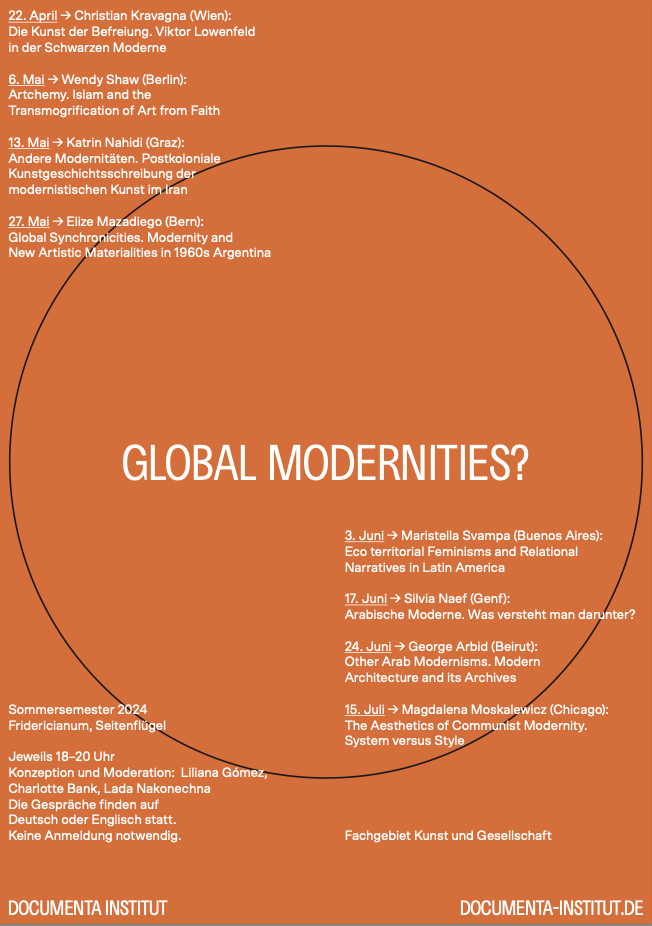 22. April → Christian Kravagna (Wien):
Die Kunst der Befreiung. Viktor Lowenfeld
in der Schwarzen Moderne
6. Mai → Wendy Shaw (Berlin):
Artchemy. Islam and the
Transmogrification of Art from Faith
13. Mai → Katrin Nahidi (Graz):
Andere Modernitäten. Postkoloniale
Kunstgeschichtsschreibung der
modernistischen Kunst im Iran
27. Mai → Elize Mazadiego (Bern):
Global Synchronicities. Modernity and
New Artistic Materialities in 1960s Argentina
GLOBAL MODERNITIES?
3. Juni → Maristella Svampa (Buenos Aires):
Eco territorial Feminisms and Relational
Narratives in Latin America
17. Juni → Silvia Naef (Genf):
Arabische Moderne. Was versteht man darunter?
24. Juni → George Arbid (Beirut):
Other Arab Modernisms. Modern
Architecture and its Archives
15. Juli → Magdalena Moskalewicz (Chicago):
The Aesthetics of Communist Modernity.
System versus Style
Sommersemester 2024
Fridericianum, Seitenflügel
Jeweils 18–20 Uhr
Konzeption und Moderation: Liliana Gómez,
Charlotte Bank, Lada Nakonechna
Die Gespräche finden auf
Deutsch oder Englisch statt.
Keine Anmeldung notwendig.
Fachgebiet Kunst und Gesellschaft
DOCUMENTA INSTITUT
DOCUMENTA-INSTITUT.DE